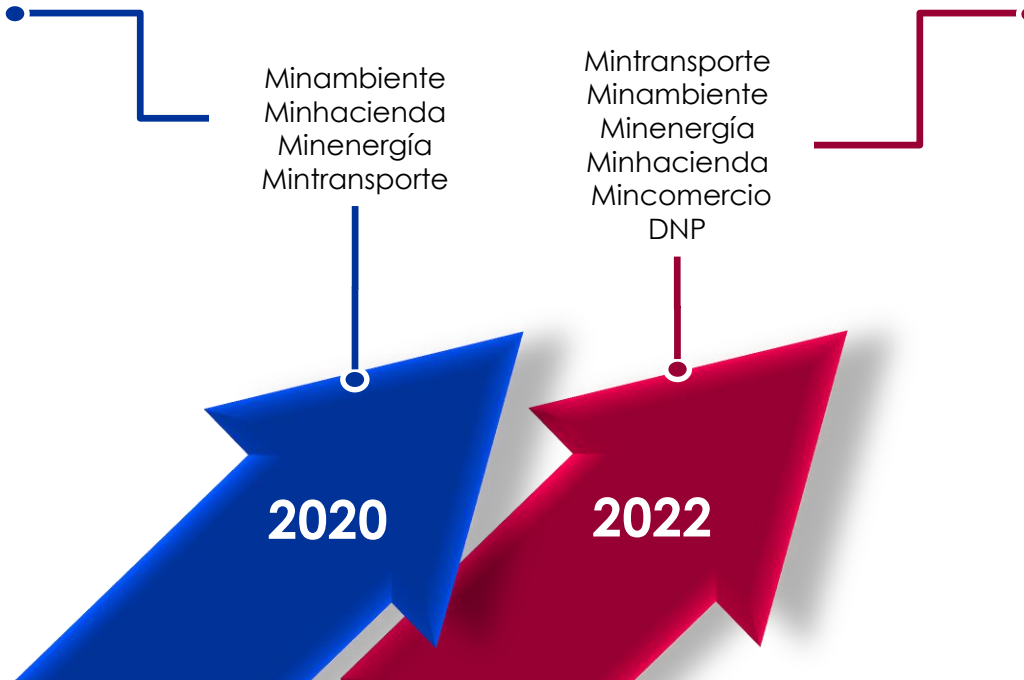 Minambiente
Minhacienda
Minenergía
Mintransporte
2020
Mintransporte
Minambiente
Minenergía
Minhacienda
Mincomercio
DNP
2022